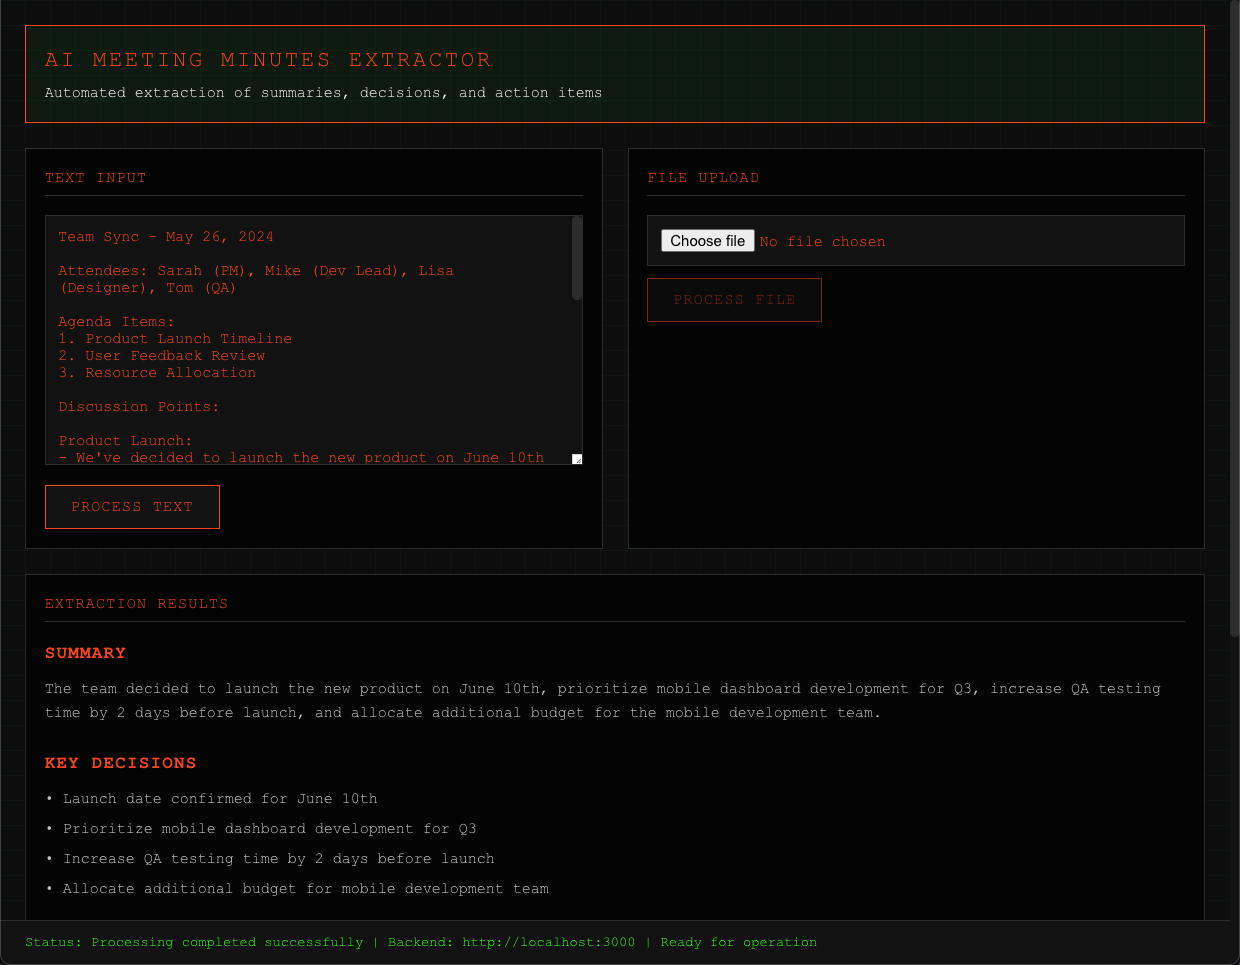 AI MEETING MINUTES EXTRACTOR
Automated extraction of summaries, decisions, and action items
TEXT INPUT
Team Sync - May 26, 2024
Attendees: Sarah (PM), Mike (Dev Lead), Lisa
(Designer), Tom (QA)
Agenda Items:
1. Product Launch Timeline
2. User Feedback Review
3. Resource Allocation
Discussion Points:
Product Launch:
- We've decided to launch the new product on June 10th
PROCESS TEXT
FILE UPLOAD
Choose file No file chosen
PROCESS FILE
EXTRACTION RESULTS
SUMMARY
The team decided to launch the new product on June 10th, prioritize mobile dashboard development for Q3, increase QA testing
time by 2 days before launch, and allocate additional budget for the mobile development team.
KEY DECISIONS
• Launch date confirmed for June 10th
• Prioritize mobile dashboard development for Q3
• Increase QA testing time by 2 days before launch
• Allocate additional budget for mobile development team
Status: Processing completed successfully | Backend: http://localhost:3000 | Ready for operation